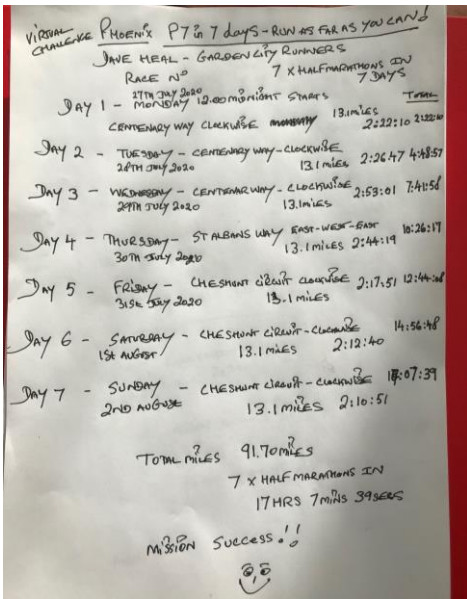 VIRTUAL CHALLENGE PHOENIX P7 in 7 days - RUN AS FAR AS YOU CAN!
DAVE HEAL - GARDEN CITY RUNNERS
RACE Nº 7 x HALF MARATHONS IN 7 DAYS
27TH JULY 2020
DAY 1 - MONDAY 12.00 MIDNIGHT STARTS TOTAL
CENTENARY WAY CLOCKWISE 13.1 MILES 2:22:10 2:22:10
DAY 2 - TUESDAY - CENTENARY WAY - CLOCKWISE 2:26:47 4:48:57
28TH JULY 2020 13.1 MILES
DAY 3 - WEDNESDAY - CENTENAR WAY - CLOCKWISE 2:53:01 7:41:58
29TH JULY 2020 13.1 MILES
DAY 4 - THURSDAY - ST ALBANS WAY EAST-WEST-EAST 10:26:17
30TH JULY 2020 13.1 MILES 2:44:19
DAY 5 - FRIDAY - CHESHUNT CIRCUIT CLOCKWISE 2:17:51 12:44:08
31ST JULY 2020 13.1 MILES
DAY 6 - SATURDAY - CHESHUNT CIRCUIT - CLOCKWISE 14:56:48
1ST AUGUST 13.1 MILES 2:12:40
DAY 7 - SUNDAY - CHESHUNT CIRCUIT - CLOCKWISE 17:07:39
2ND AUGUST 13.1 MILES 2:10:51
TOTAL MILES 91.70 MILES
7 x HALF MARATHONS IN
17 HRS 7 MINS 39 SECS
MISSION SUCCESS!!